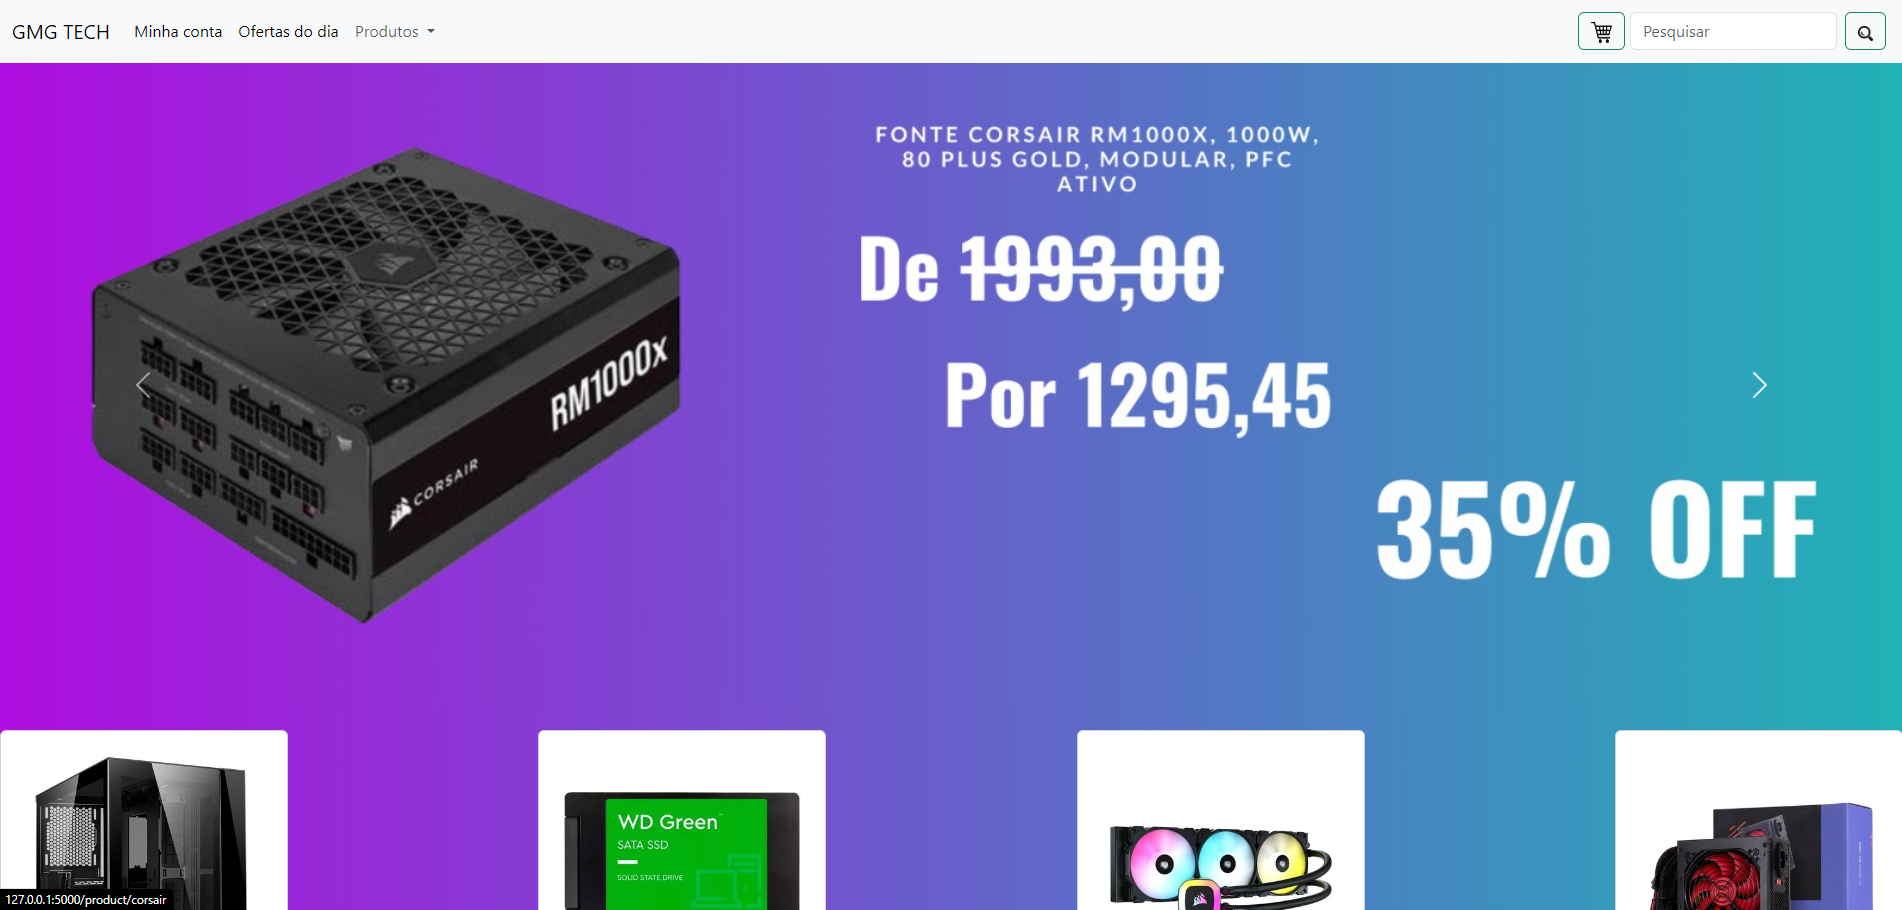 GMG TECH
Minha conta
Ofertas do dia
Produtos
Pesquisar
FONTE CORSAIR RM1000X, 1000W,
80 PLUS GOLD, MODULAR, PFC
ATIVO
De 1993,00
Por 1295,45
35% OFF
RM1000x
CORSAIR
WD Green™
SATA SSD
SOLID STATE DRIVE
127.0.0.1:5000/product/corsair